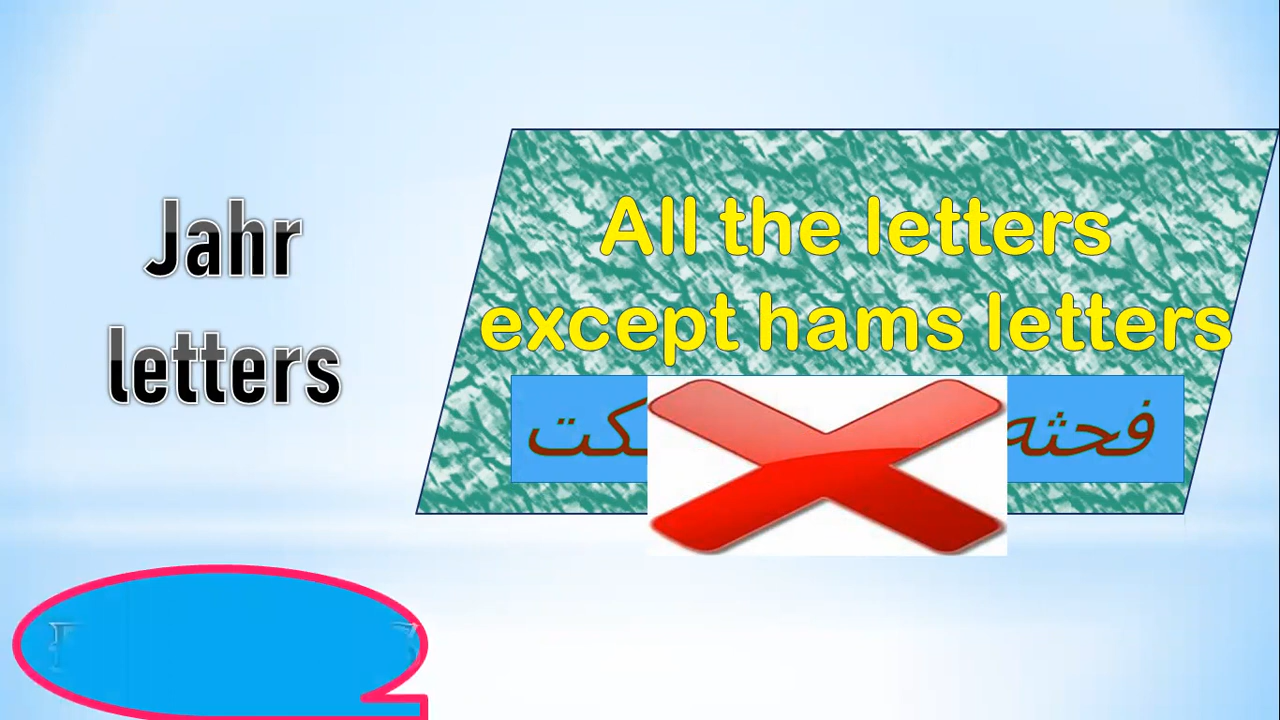 Jahr
letters
All the letters
except hams letters
فحثه كت